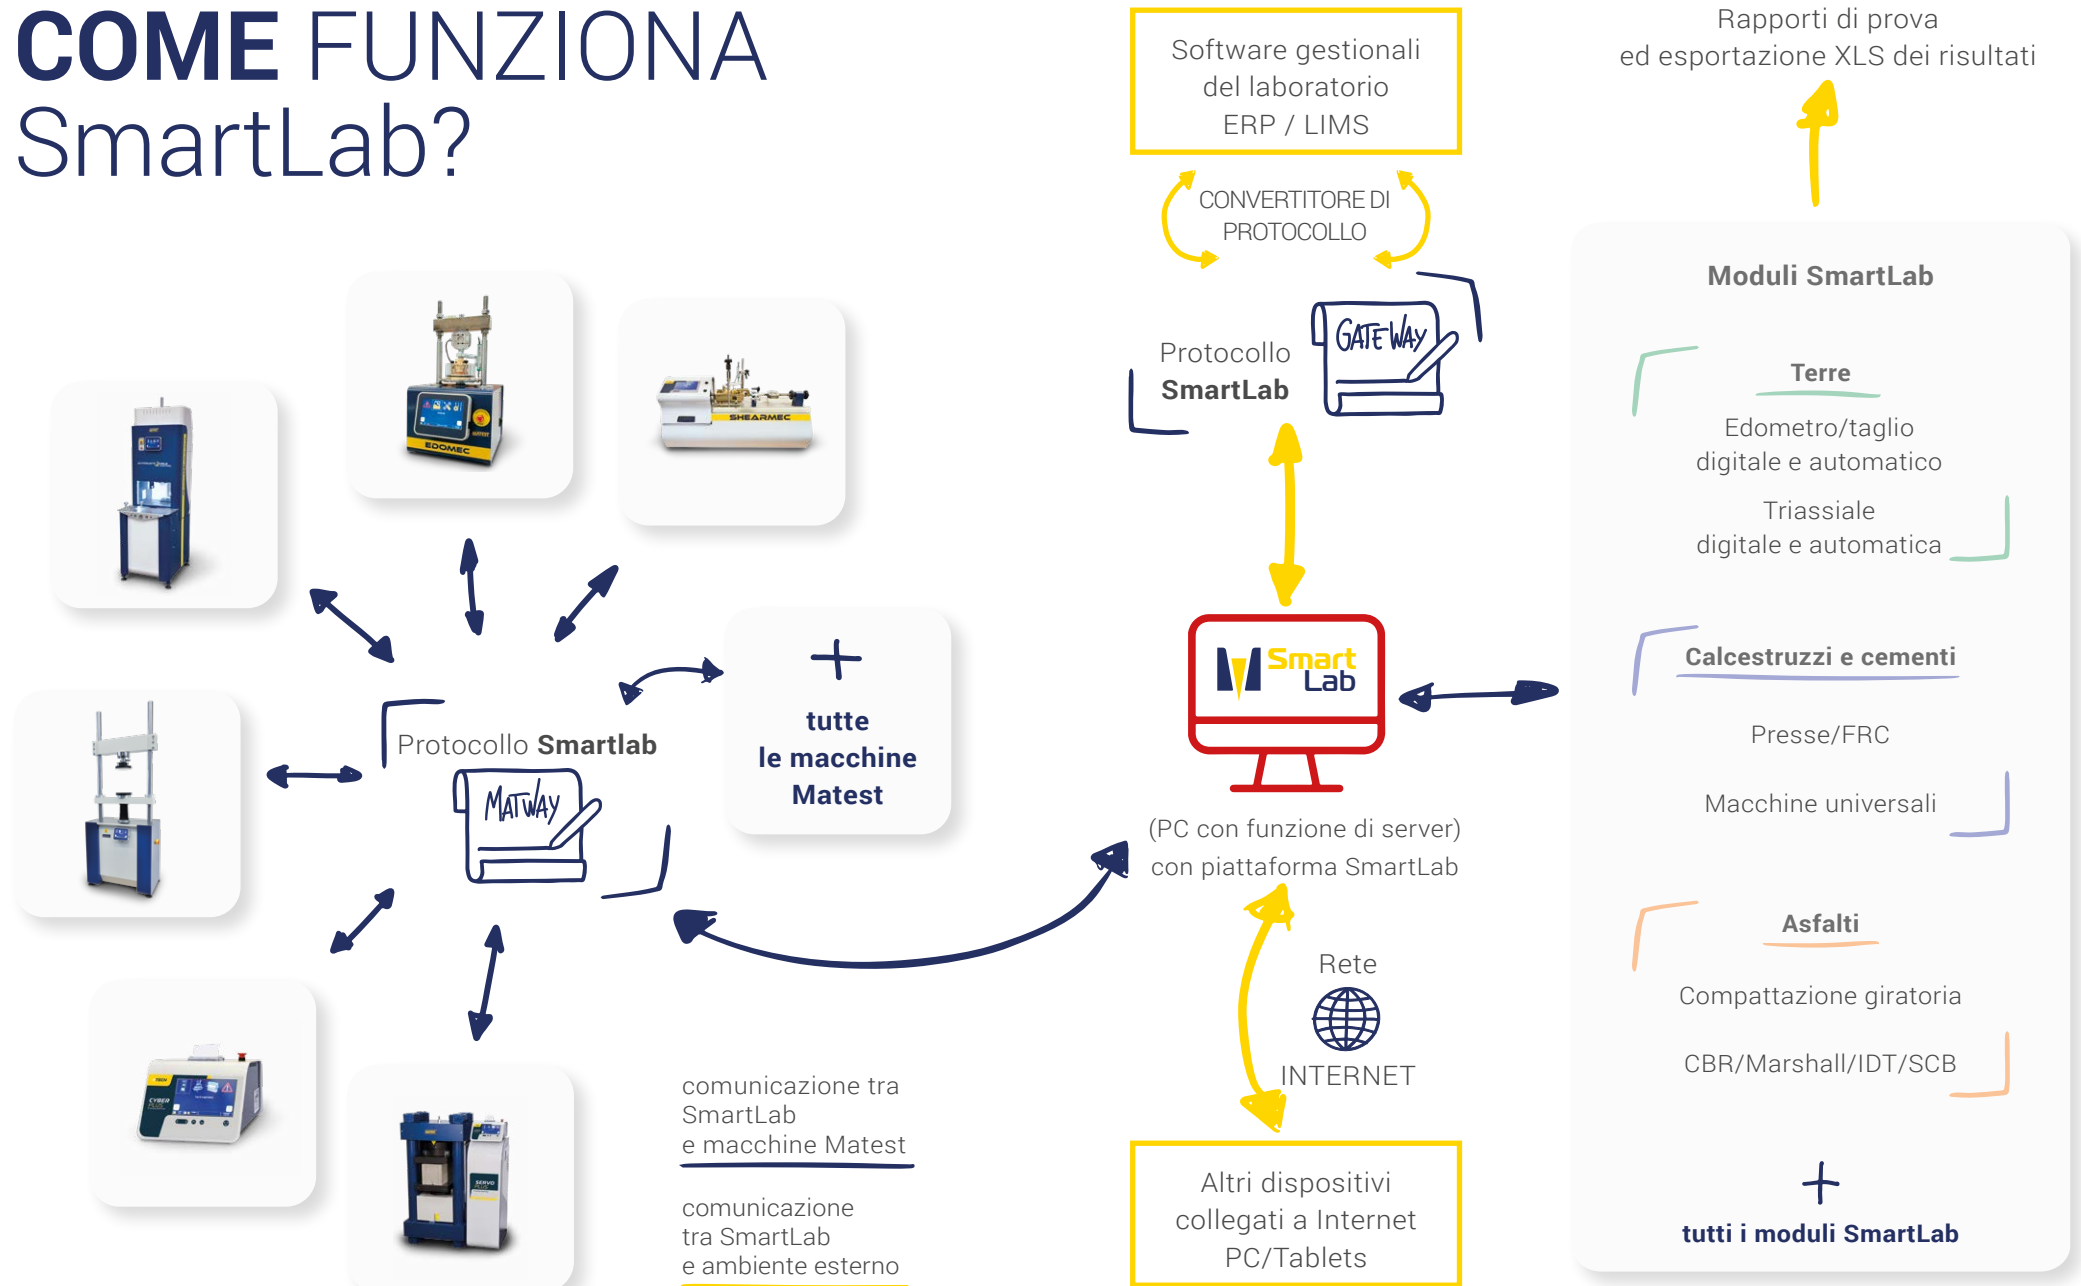 COME FUNZIONA
SmartLab?
EDOMEC
SHEARMEC
Protocollo Smartlab
MATWAY
+
tutte
le macchine
Matest
CYBER
PLUS
SERVO
PLUS
comunicazione tra
SmartLab
e macchine Matest
comunicazione
tra SmartLab
e ambiente esterno
Software gestionali
del laboratorio
ERP / LIMS
CONVERTITORE DI
PROTOCOLLO
Protocollo
SmartLab
GATEWAY
Smart
Lab
(PC con funzione di server)
con piattaforma SmartLab
Rete
INTERNET
Altri dispositivi
collegati a Internet
PC/Tablets
Rapporti di prova
ed esportazione XLS dei risultati
Moduli SmartLab
Terre
Edometro/taglio
digitale e automatico
Triassiale
digitale e automatica
Calcestruzzi e cementi
Presse/FRC
Macchine universali
Asfalti
Compattazione giratoria
CBR/Marshall/IDT/SCB
+
tutti i moduli SmartLab